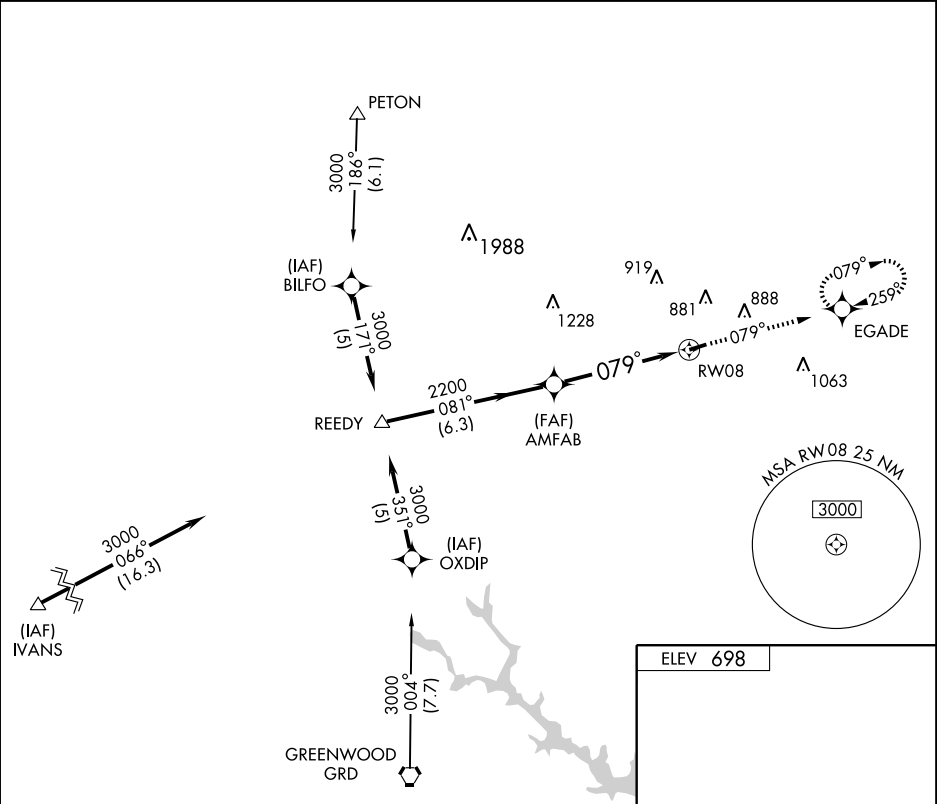 PETON
3000
186°
(6.1)
1988
(IAF)
BILFO
919
881
888
079°
259°
1228
079°
EGADE
3000
171°
(5)
079°
RW08
1063
2200
081°
(6.3)
REEDY
(FAF)
AMFAB
MSA RW08 25 NM
3000
3000
351°
(5)
(IAF)
OXDIP
3000
066°
(16.3)
(IAF)
IVANS
ELEV 698
3000
004°
(7.7)
GREENWOOD
GRD